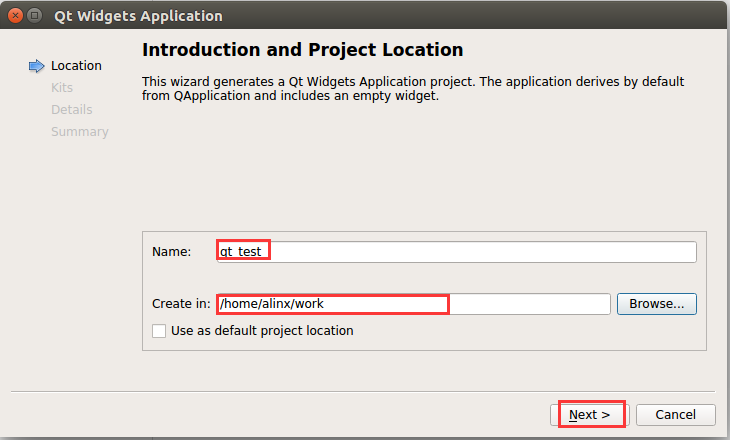 Qt Widgets Application
Location
Kits
Details
Summary
Introduction and Project Location
This wizard generates a Qt Widgets Application project. The application derives by default
from QApplication and includes an empty widget.
Name: qt_test
Create in: /home/alinx/work Browse...
Use as default project location
Next > Cancel